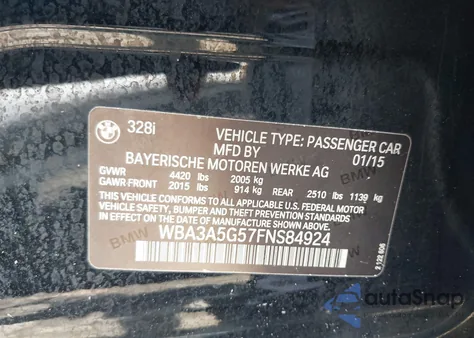 BMW 328i
VEHICLE TYPE: PASSENGER CAR
MFD BY 01/15
BAYERISCHE MOTOREN WERKE AG
GVWR 4420 lbs 2005 kg
GAWR-FRONT 2015 lbs 914 kg REAR 2510 lbs 1139 kg
THIS VEHICLE CONFORMS TO ALL APPLICABLE U.S. FEDERAL MOTOR
VEHICLE SAFETY, BUMPER, AND THEFT PREVENTION STANDARDS IN
EFFECT ON THE DATE OF MANUFACTURE SHOWN ABOVE.
WBA3A5G57FNS84924
AutoSnap